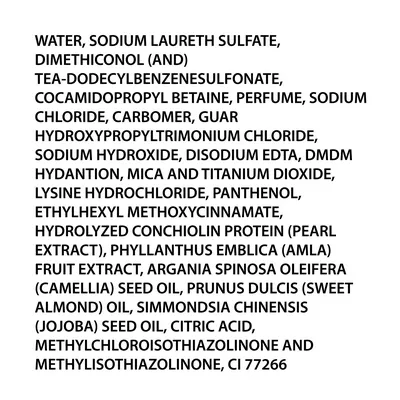 WATER, SODIUM LAURETH SULFATE,
DIMETHICONOL (AND)
TEA-DODECYLBENZENESULFONATE,
COCAMIDOPROPYL BETAINE, PERFUME, SODIUM
CHLORIDE, CARBOMER, GUAR
HYDROXYPROPYLTRIMONIUM CHLORIDE,
SODIUM HYDROXIDE, DISODIUM EDTA, DMDM
HYDANTION, MICA AND TITANIUM DIOXIDE,
LYSINE HYDROCHLORIDE, PANTHENOL,
ETHYLHEXYL METHOXYCINNAMATE,
HYDROLYZED CONCHIOLIN PROTEIN (PEARL
EXTRACT), PHYLLANTHUS EMBLICA (AMLA)
FRUIT EXTRACT, ARGANIA SPINOSA OLEIFERA
(CAMELLIA) SEED OIL, PRUNUS DULCIS (SWEET
ALMOND) OIL, SIMMONDSIA CHINENSIS
(JOJOBA) SEED OIL, CITRIC ACID,
METHYLCHLOROISOTHIAZOLINONE AND
METHYLISOTHIAZOLINONE, CI 77266